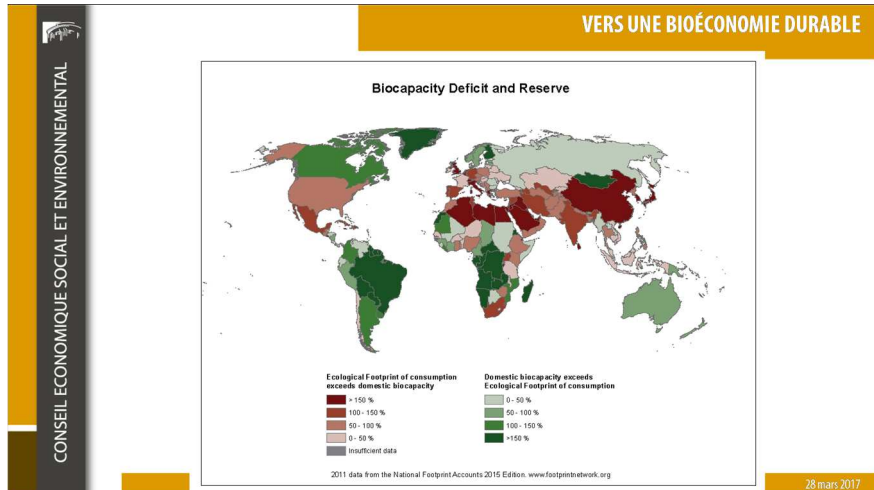 VERS UNE BIOÉCONOMIE DURABLE
CONSEIL ECONOMIQUE SOCIAL ET ENVIRONNEMENTAL
Biocapacity Deficit and Reserve
Ecological Footprint of consumption
exceeds domestic biocapacity
> 150 %
100 - 150 %
50 - 100 %
0 - 50 %
Insufficient data
Domestic biocapacity exceeds
Ecological Footprint of consumption
0 - 50 %
50 - 100 %
100 - 150 %
>150 %
2011 data from the National Footprint Accounts 2015 Edition. www.footprintnetwork.org
28 mars 2017